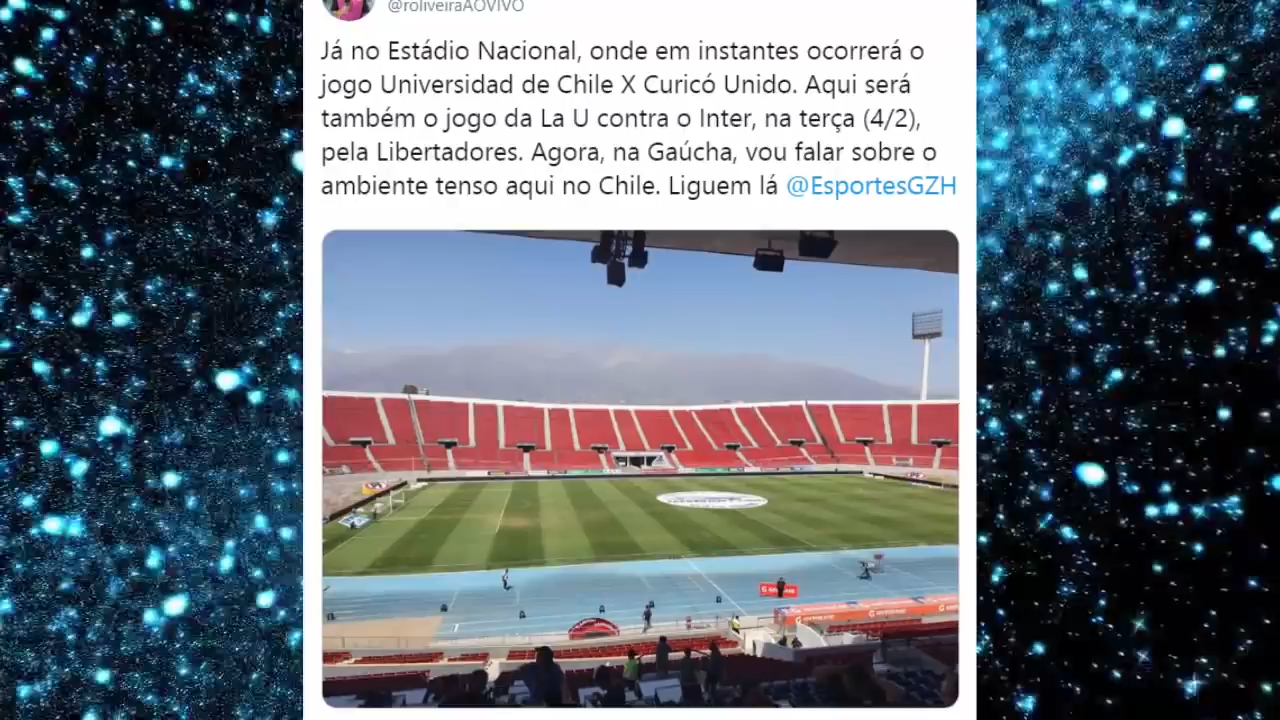 @roliveiraAOVIVO
Já no Estádio Nacional, onde em instantes ocorrerá o
jogo Universidad de Chile X Curicó Unido. Aqui será
também o jogo da La U contra o Inter, na terça (4/2),
pela Libertadores. Agora, na Gaúcha, vou falar sobre o
ambiente tenso aqui no Chile. Liguem lá @EsportesGZH